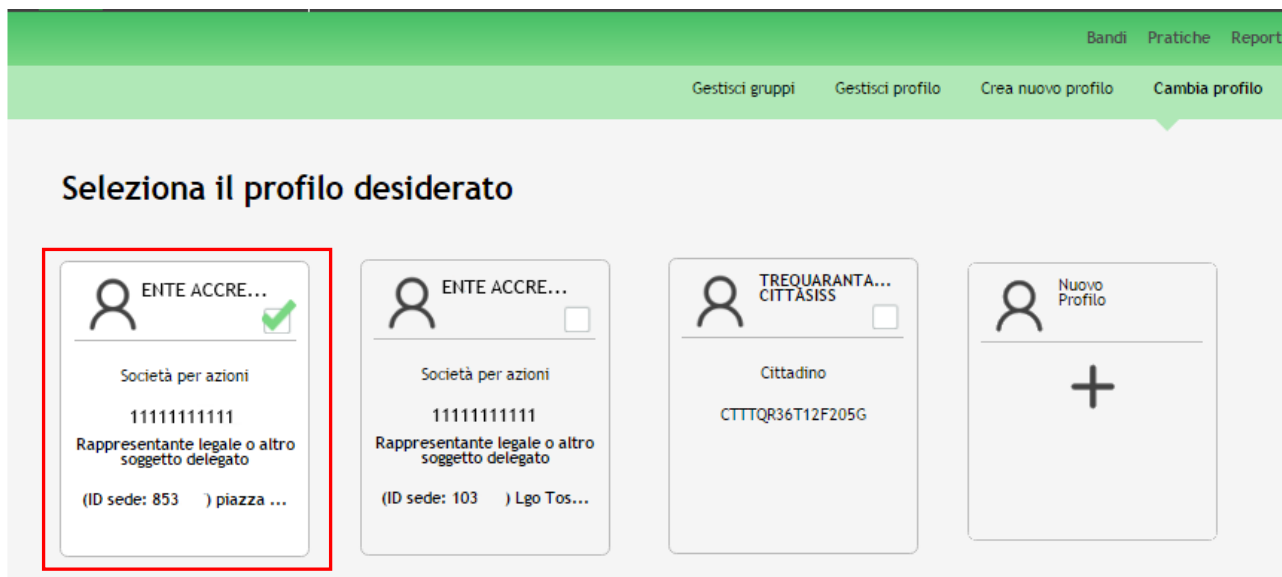 Bandi Pratiche Report
Gestisci gruppi Gestisci profilo Crea nuovo profilo Cambia profilo
Seleziona il profilo desiderato
ENTE ACCRE...
Società per azioni
11111111111
Rappresentante legale o altro
soggetto delegato
(ID sede: 853 ) piazza ...
ENTE ACCRE...
Società per azioni
11111111111
Rappresentante legale o altro
soggetto delegato
(ID sede: 103 ) Lgo Tos...
TREQUARANTA...
CITTÀSISS
Cittadino
CTTTQR36T12F205G
Nuovo
Profilo